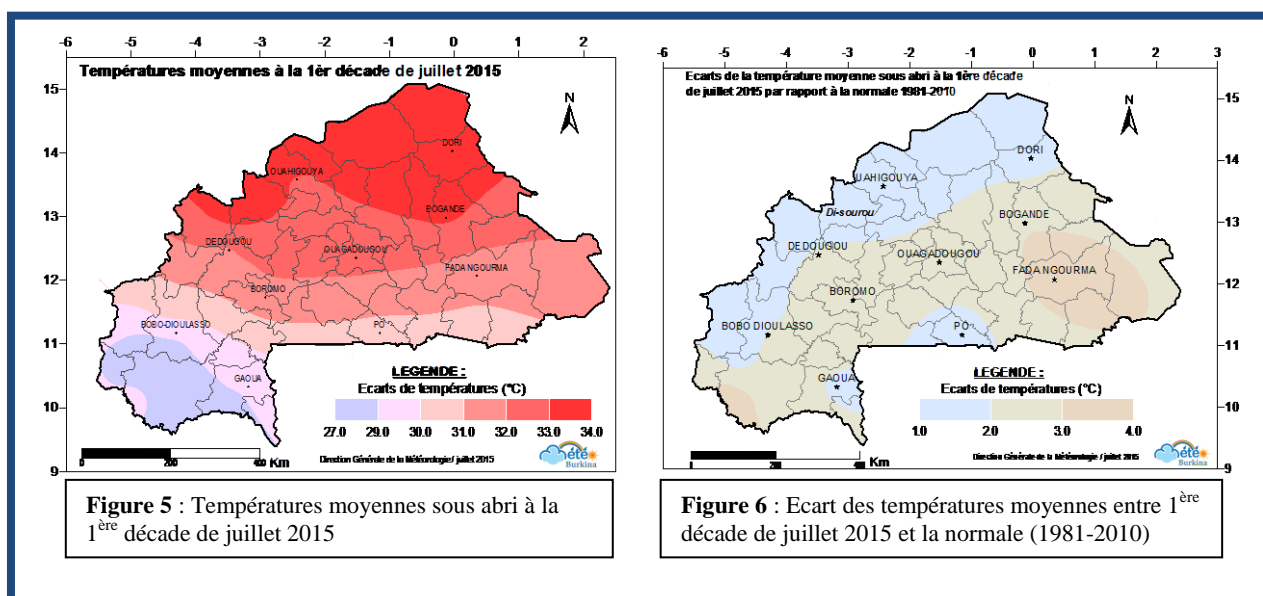 -6 -5 -4 -3 -2 -1 0 1 2
Températures moyennes à la 1èr décade de juillet 2015
15
14
13
12
11
10
9
N
DORI
OUAHIGOUYA
BOGANDE
DEDOUGOU
OUAGADOUGOU
FADA NGOURMA
BOROMO
BOBO-DIOULASSO
PO
GAOUA
LEGENDE :
Ecarts de températures (°C)
27.0 29.0 30.0 31.0 32.0 33.0 34.0
0 200 400 Km
Direction Générale de la Météorologie / juillet 2015
Météo
Burkina
Figure 5 : Températures moyennes sous abri à la
1ère décade de juillet 2015
-6 -5 -4 -3 -2 -1 0 1 2 3
Ecarts de la température moyenne sous abri à la 1ère décade
de juillet 2015 par rapport à la normale 1981-2010
15
14
13
12
11
10
9
N
DORI
UAHIGOUYA
Di-sourou
BOGANDE
DEDOUGOU
OUAGADOUGOU
FADA NGOURMA
BOROMO
BOBO DIOULASSO
PO
GAOUA
LEGENDE :
Ecarts de températures (°C)
1.0 2.0 3.0 4.0
0 200 400 Km
Direction Générale de la Météorologie / juillet 2015
Météo
Burkina
Figure 6 : Ecart des températures moyennes entre 1ère
décade de juillet 2015 et la normale (1981-2010)